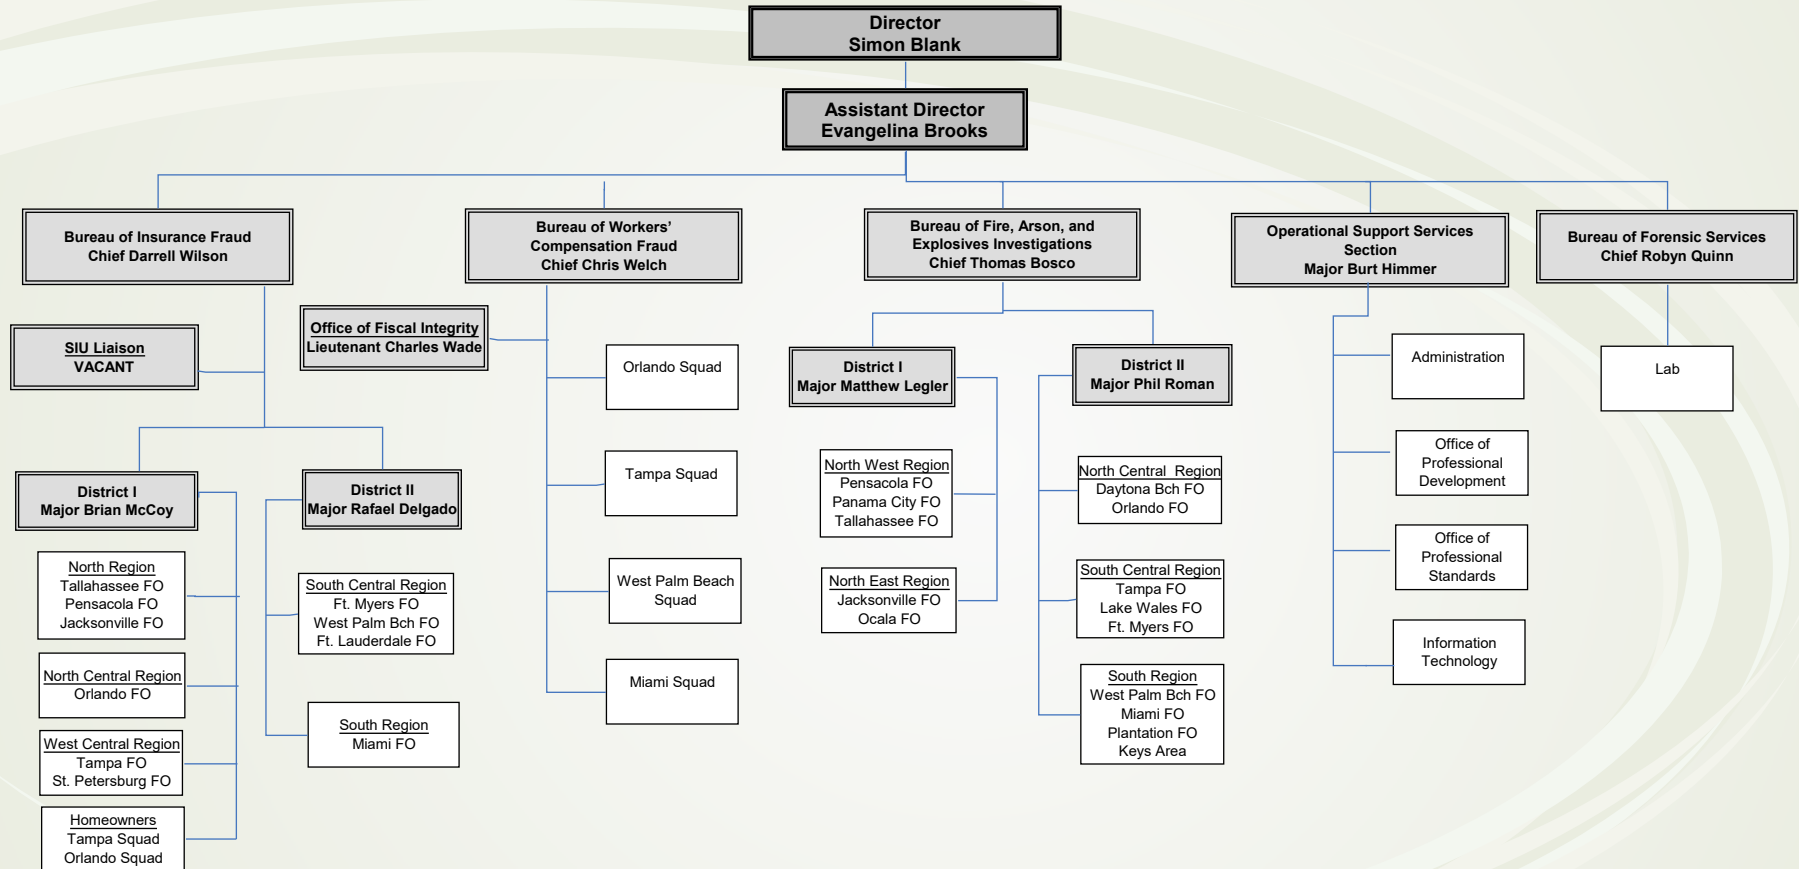 Director
Simon Blank
Assistant Director
Evangelina Brooks
Bureau of Insurance Fraud
Chief Darrell Wilson
SIU Liaison
VACANT
District I
Major Brian McCoy
North Region
Tallahassee FO
Pensacola FO
Jacksonville FO
North Central Region
Orlando FO
West Central Region
Tampa FO
St. Petersburg FO
Homeowners
Tampa Squad
Orlando Squad
District II
Major Rafael Delgado
South Central Region
Ft. Myers FO
West Palm Bch FO
Ft. Lauderdale FO
South Region
Miami FO
Bureau of Workers’
Compensation Fraud
Chief Chris Welch
Office of Fiscal Integrity
Lieutenant Charles Wade
Orlando Squad
Tampa Squad
West Palm Beach
Squad
Miami Squad
Bureau of Fire, Arson, and
Explosives Investigations
Chief Thomas Bosco
District I
Major Matthew Legler
North West Region
Pensacola FO
Panama City FO
Tallahassee FO
North East Region
Jacksonville FO
Ocala FO
District II
Major Phil Roman
North Central Region
Daytona Bch FO
Orlando FO
South Central Region
Tampa FO
Lake Wales FO
Ft. Myers FO
South Region
West Palm Bch FO
Miami FO
Plantation FO
Keys Area
Operational Support Services
Section
Major Burt Himmer
Administration
Office of
Professional
Development
Office of
Professional
Standards
Information
Technology
Bureau of Forensic Services
Chief Robyn Quinn
Lab